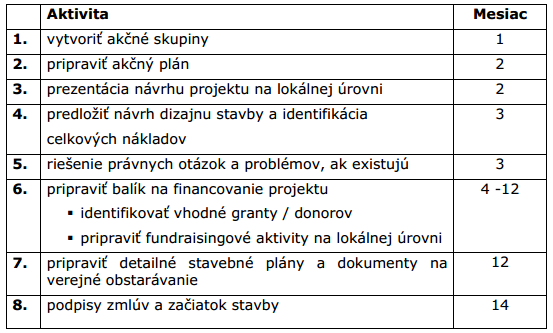 Aktivita Mesiac
1. vytvoriť akčné skupiny 1
2. pripraviť akčný plán 2
3. prezentácia návrhu projektu na lokálnej úrovni 2
4. predložiť návrh dizajnu stavby a identifikácia 3
celkových nákladov
5. riešenie právnych otázok a problémov, ak existujú 3
6. pripraviť balík na financovanie projektu 4 -12
▪ identifikovať vhodné granty / donorov
▪ pripraviť fundraisingové aktivity na lokálnej úrovni
7. pripraviť detailné stavebné plány a dokumenty na 12
verejné obstarávanie
8. podpisy zmlúv a začiatok stavby 14